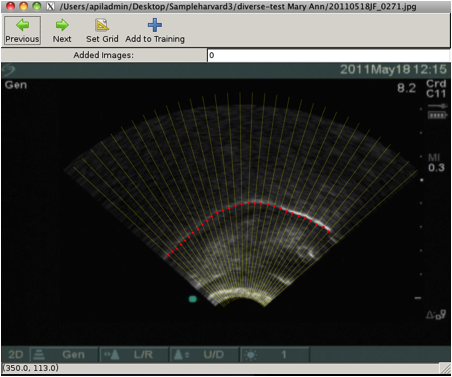 /Users/apiladmin/Desktop/Sampleharvard3/diverse-test Mary Ann/20110518JF_0271.jpg
Previous Next Set Grid Add to Training
Added Images: 0
2011May18 12:15
Gen 8.2 Crd
C11
MI
0.3
2D Gen L/R U/D 1
(350.0, 113.0)